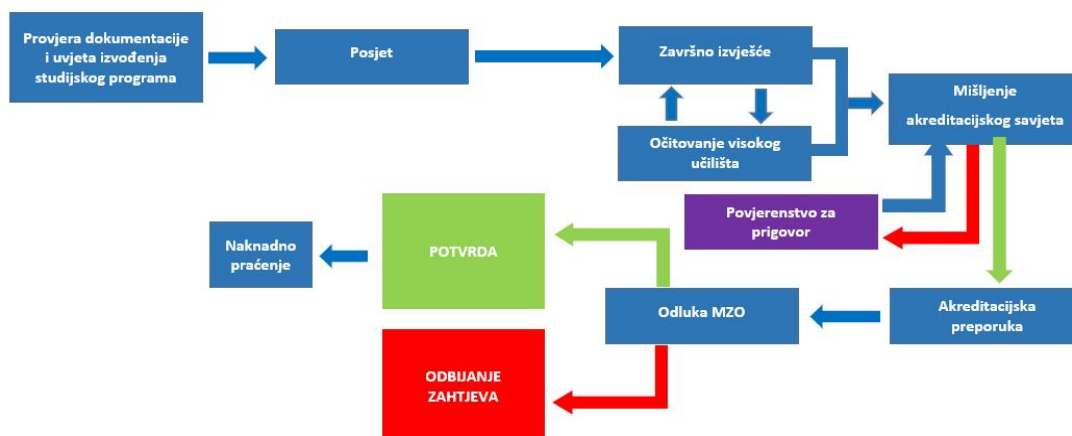 Provjera dokumentacije
i uvjeta izvođenja
studijskog programa
Posjet
Završno izvješće
Mišljenje
akreditacijskog savjeta
Očitovanje visokog
učilišta
Povjerenstvo za
prigovor
Naknadno
praćenje
POTVRDA
Odluka MZO
Akreditacijska
preporuka
ODBIJANJE
ZAHTJEVA